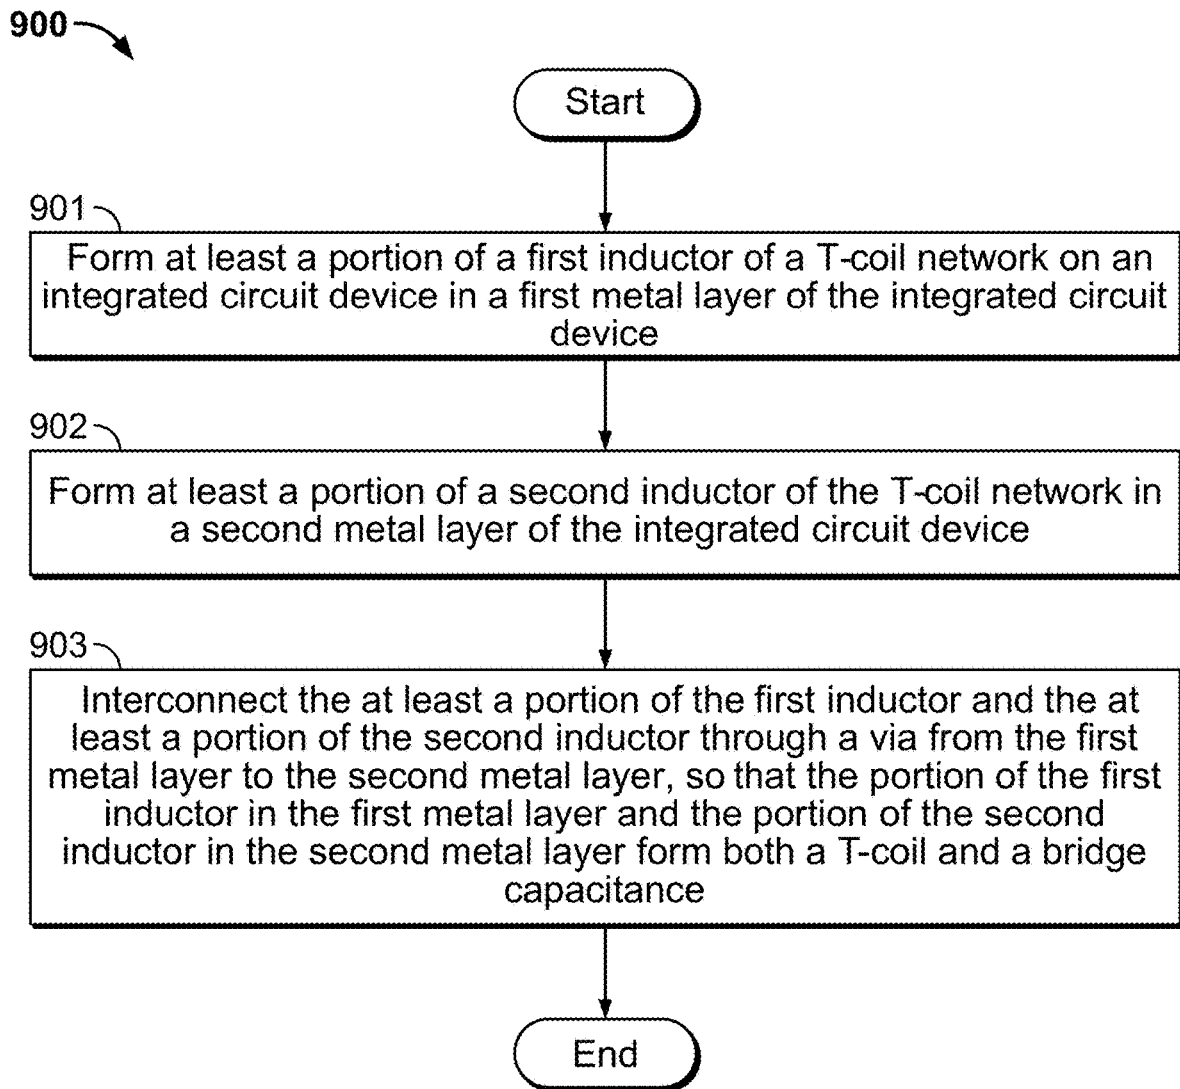 900
Start
901
Form at least a portion of a first inductor of a T-coil network on an
integrated circuit device in a first metal layer of the integrated circuit
device
902
Form at least a portion of a second inductor of the T-coil network in
a second metal layer of the integrated circuit device
903
Interconnect the at least a portion of the first inductor and the at
least a portion of the second inductor through a via from the first
metal layer to the second metal layer, so that the portion of the first
inductor in the first metal layer and the portion of the second
inductor in the second metal layer form both a T-coil and a bridge
capacitance
End